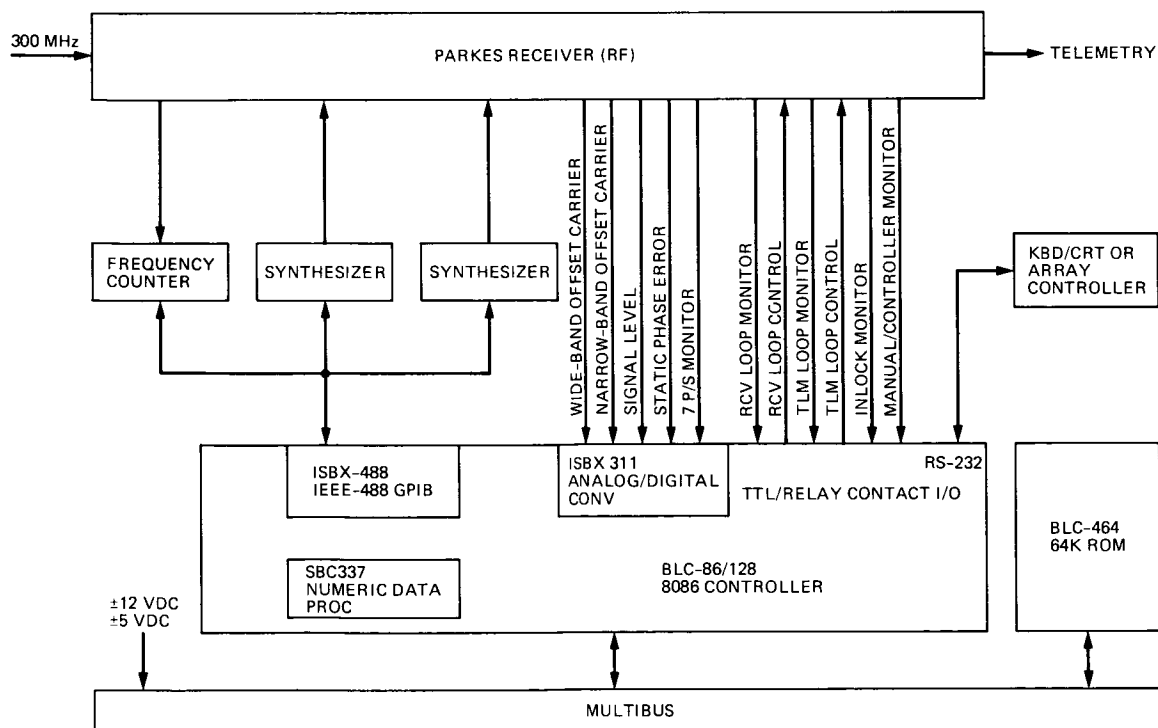 300 MHz
PARKES RECEIVER (RF)
TELEMETRY
FREQUENCY
COUNTER
SYNTHESIZER
SYNTHESIZER
WIDE-BAND OFFSET CARRIER
NARROW-BAND OFFSET CARRIER
SIGNAL LEVEL
STATIC PHASE ERROR
7 P/S MONITOR
RCV LOOP MONITOR
RCV LOOP CONTROL
TLM LOOP MONITOR
TLM LOOP CONTROL
INLOCK MONITOR
MANUAL/CONTROLLER MONITOR
KBD/CRT OR
ARRAY
CONTROLLER
ISBX-488
IEEE-488 GPIB
ISBX 311
ANALOG/DIGITAL
CONV
RS-232
TTL/RELAY CONTACT I/O
BLC-464
64K ROM
SBC337
NUMERIC DATA
PROC
BLC-86/128
8086 CONTROLLER
±12 VDC
±5 VDC
MULTIBUS